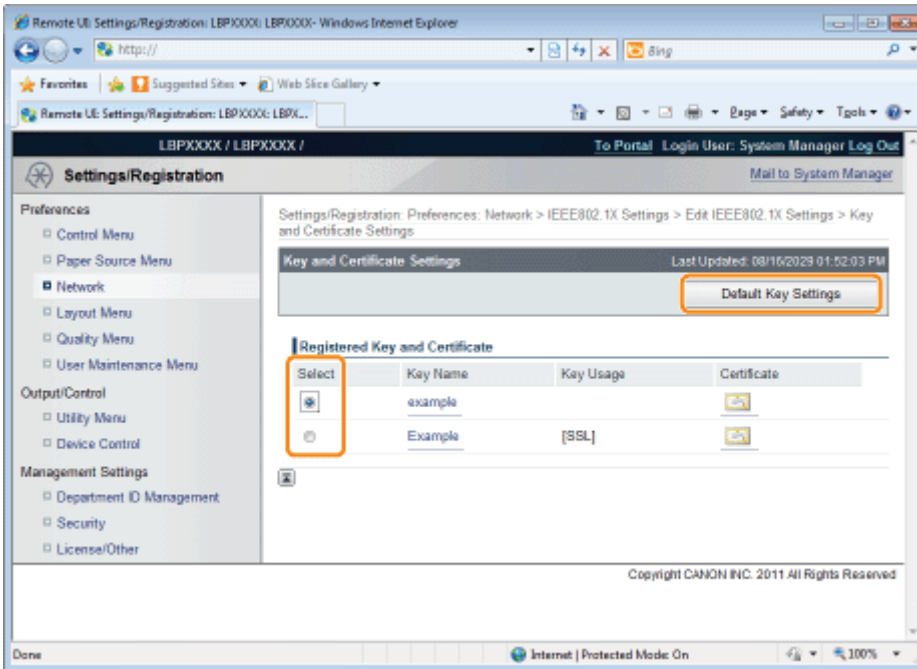 Remote UI: Settings/Registration: LBPXXXX: LBPXXXX- Windows Internet Explorer
http://
Bing
Favorites Suggested Sites Web Slice Gallery
Remote UI: Settings/Registration: LBPXXXX: LBPX...
Page Safety Tools
LBPXXXX / LBPXXXX /
To Portal Login User: System Manager Log Out
Settings/Registration
Mail to System Manager
Preferences
Control Menu
Paper Source Menu
Network
Layout Menu
Quality Menu
User Maintenance Menu
Output/Control
Utility Menu
Device Control
Management Settings
Department ID Management
Security
License/Other
Settings/Registration: Preferences: Network > IEEE802.1X Settings > Edit IEEE802.1X Settings > Key
and Certificate Settings
Key and Certificate Settings
Last Updated: 08/16/2029 01:52:03 PM
Default Key Settings
Registered Key and Certificate
Select Key Name Key Usage Certificate
example
Example [SSL]
Copyright CANON INC. 2011 All Rights Reserved
Done
Internet | Protected Mode: On
100%